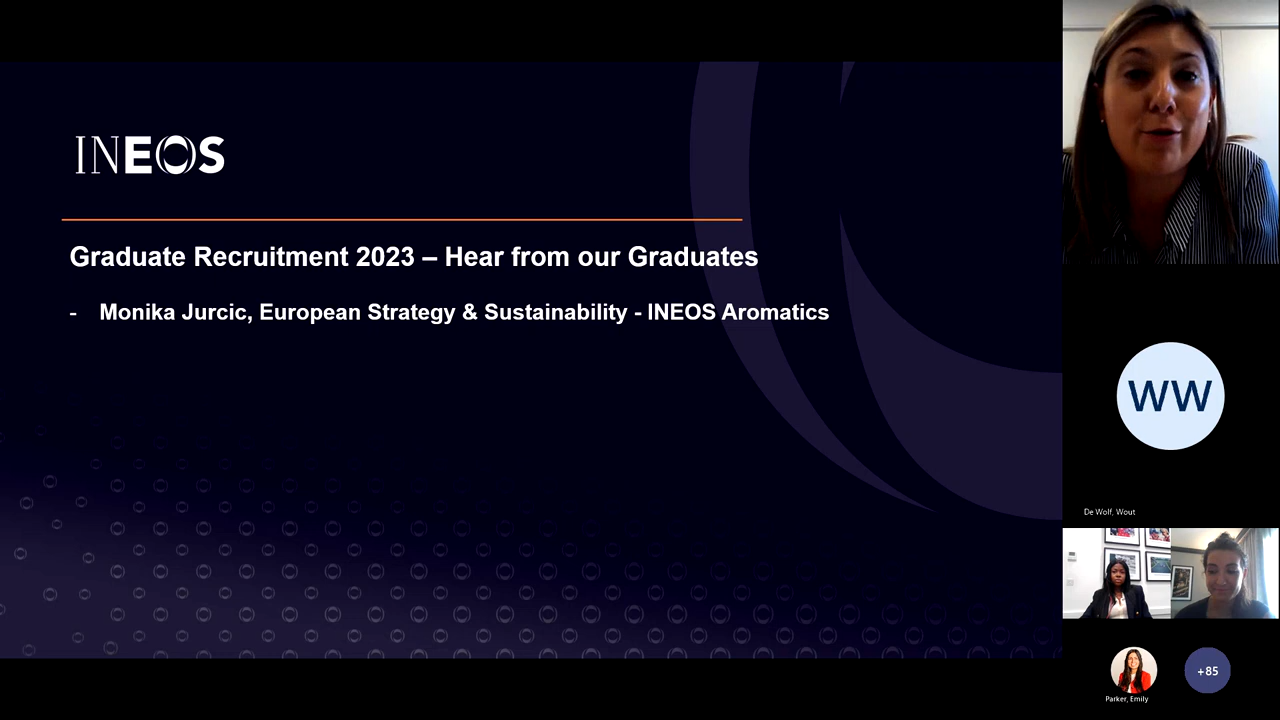 INEOS
Graduate Recruitment 2023 – Hear from our Graduates
- Monika Jurcic, European Strategy & Sustainability - INEOS Aromatics
WW
De Wolf, Wout
Parker, Emily
+85